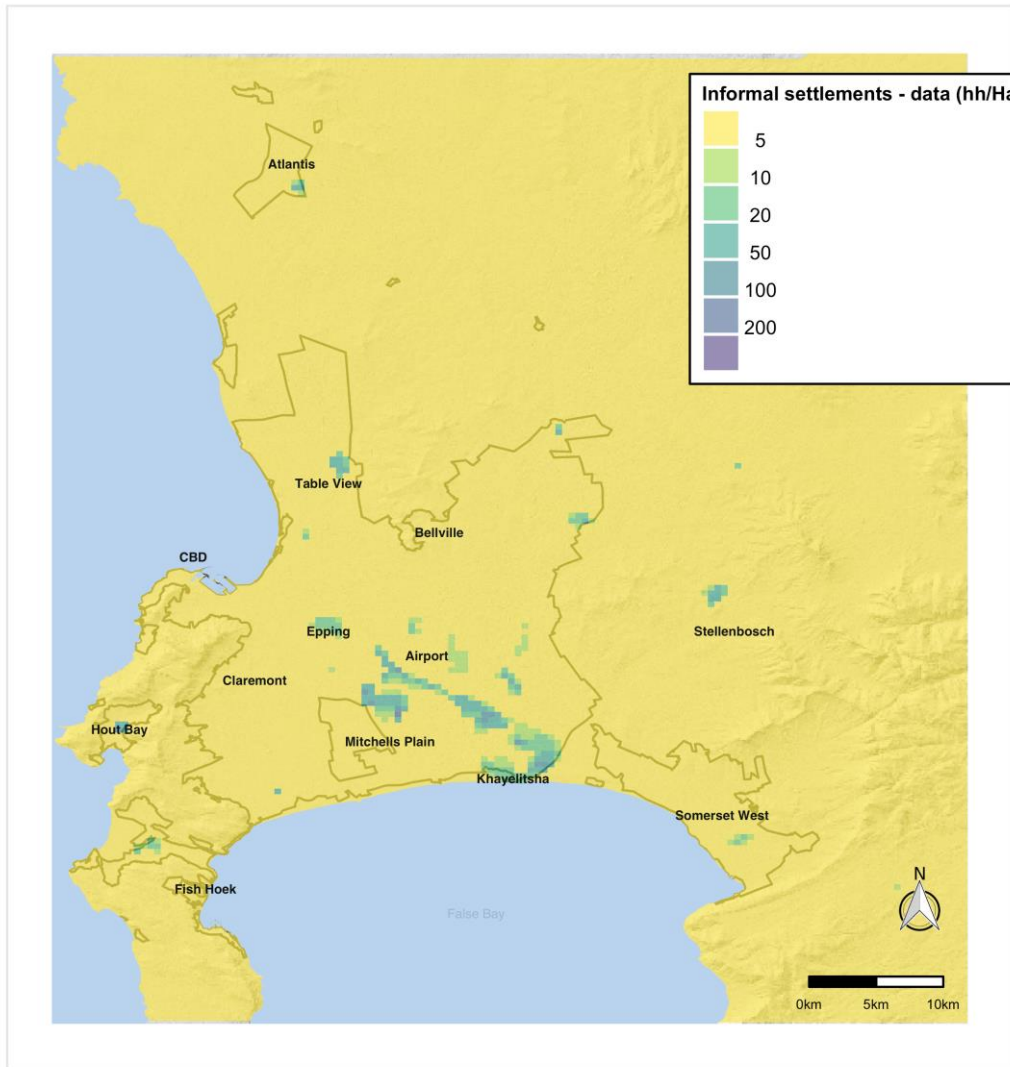 Informal settlements - data (hh/Ha
5
10
20
50
100
200
Atlantis
Table View
Bellville
CBD
Epping
Airport
Stellenbosch
Claremont
Hout Bay
Mitchells Plain
Khayelitsha
Somerset West
Fish Hoek
False Bay
N
0km 5km 10km